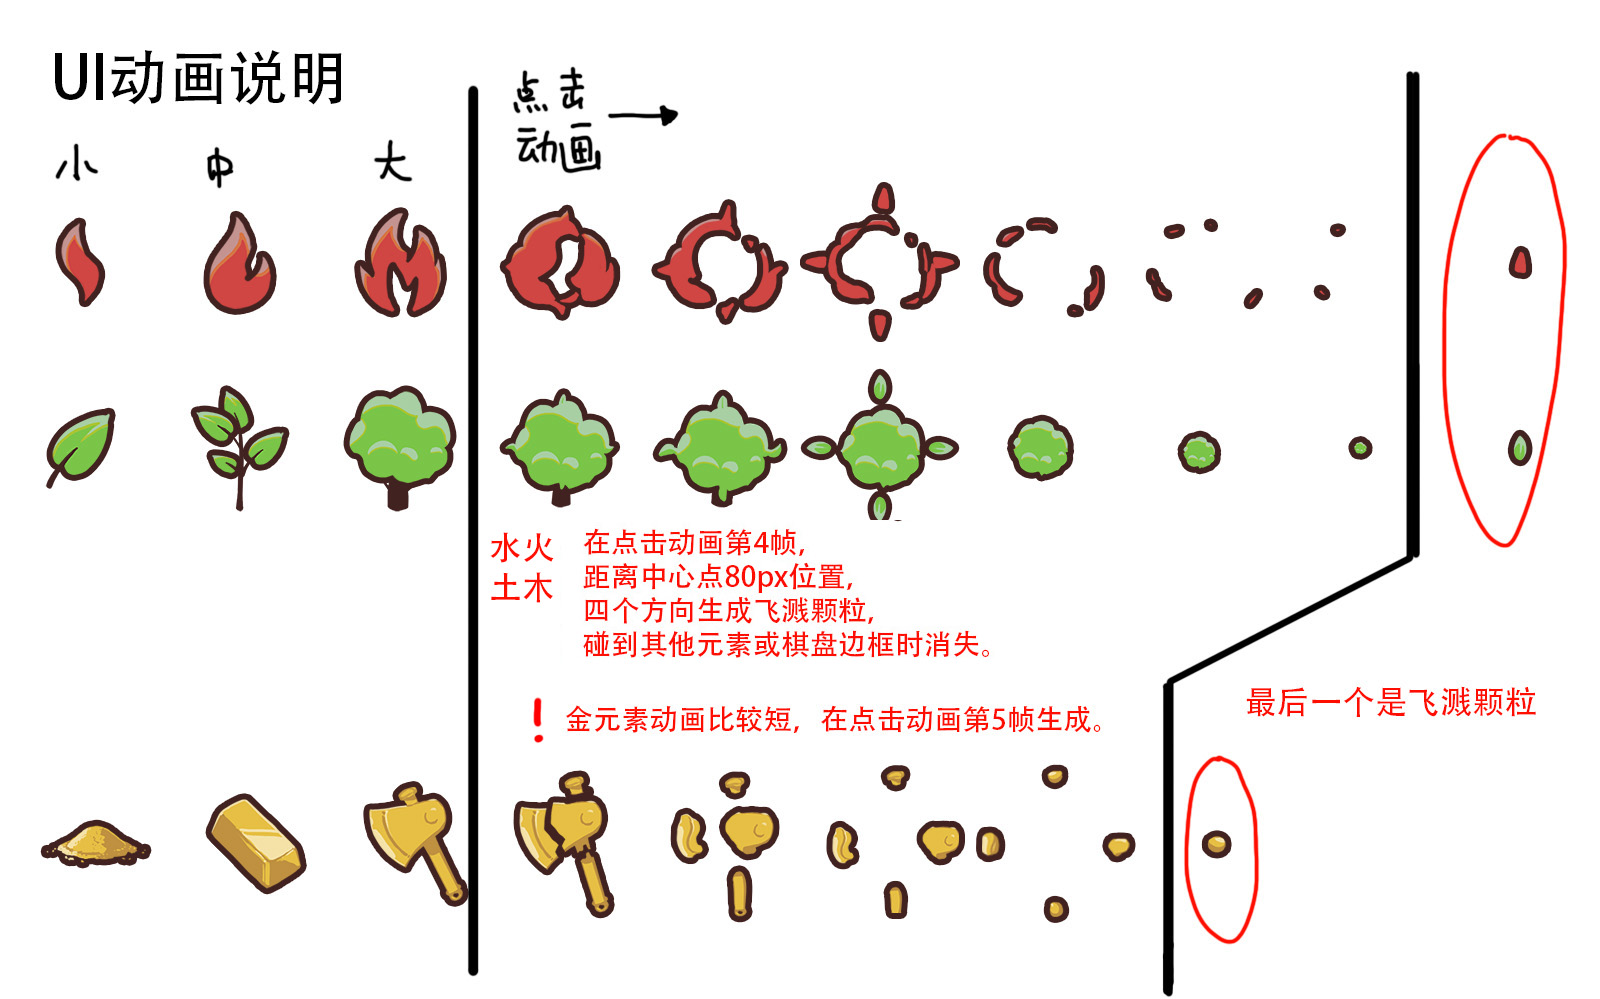 UI动画说明
点击
动画
小 中 大
水火
土木
在点击动画第4帧，
距离中心点80px位置，
四个方向生成飞溅颗粒，
碰到其他元素或棋盘边框时消失。
最后一个是飞溅颗粒
! 金元素动画比较短，在点击动画第5帧生成。